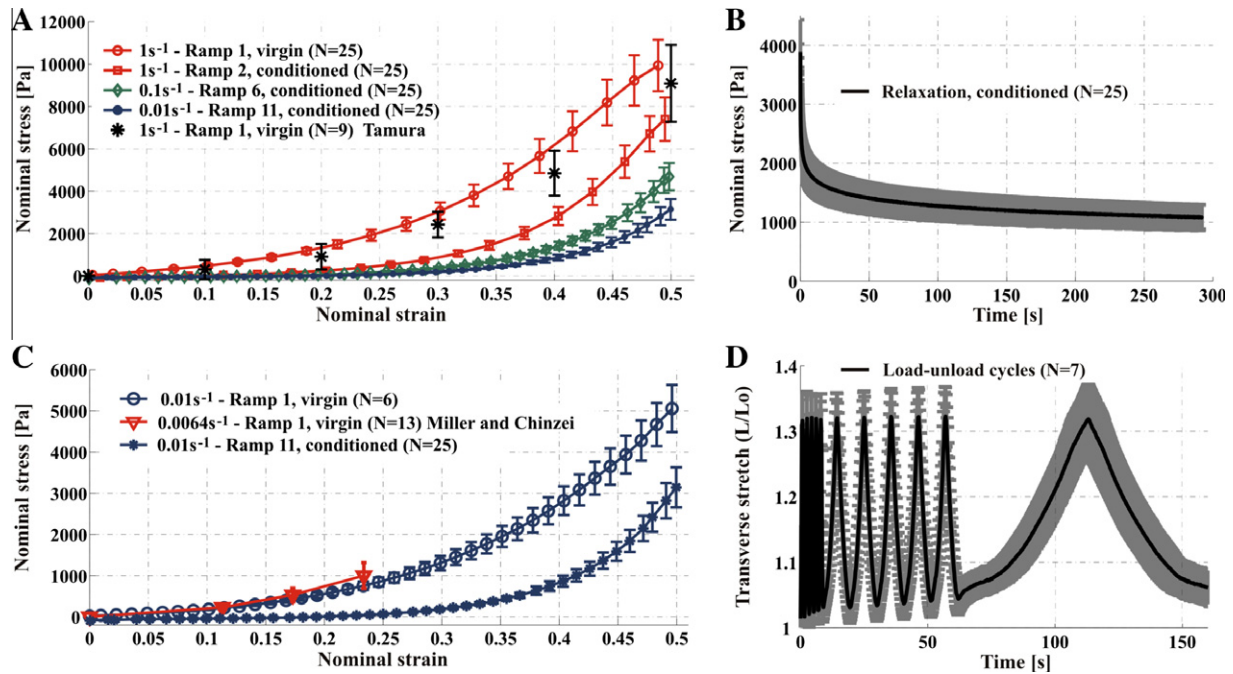 A
12000
10000
8000
6000
4000
2000
0
Nominal stress [Pa]
1s⁻¹ - Ramp 1, virgin (N=25)
1s⁻¹ - Ramp 2, conditioned (N=25)
0.1s⁻¹ - Ramp 6, conditioned (N=25)
0.01s⁻¹ - Ramp 11, conditioned (N=25)
1s⁻¹ - Ramp 1, virgin (N=9) Tamura
0 0.05 0.1 0.15 0.2 0.25 0.3 0.35 0.4 0.45 0.5
Nominal strain
B
4000
3000
2000
1000
0
Nominal stress [Pa]
Relaxation, conditioned (N=25)
0 50 100 150 200 250 300
Time [s]
C
6000
5000
4000
3000
2000
1000
0
Nominal stress [Pa]
0.01s⁻¹ - Ramp 1, virgin (N=6)
0.0064s⁻¹ - Ramp 1, virgin (N=13) Miller and Chinzei
0.01s⁻¹ - Ramp 11, conditioned (N=25)
0 0.05 0.1 0.15 0.2 0.25 0.3 0.35 0.4 0.45 0.5
Nominal strain
D
1.4
1.3
1.2
1.1
1
Transverse stretch (L/Lo)
Load-unload cycles (N=7)
0 50 100 150
Time [s]